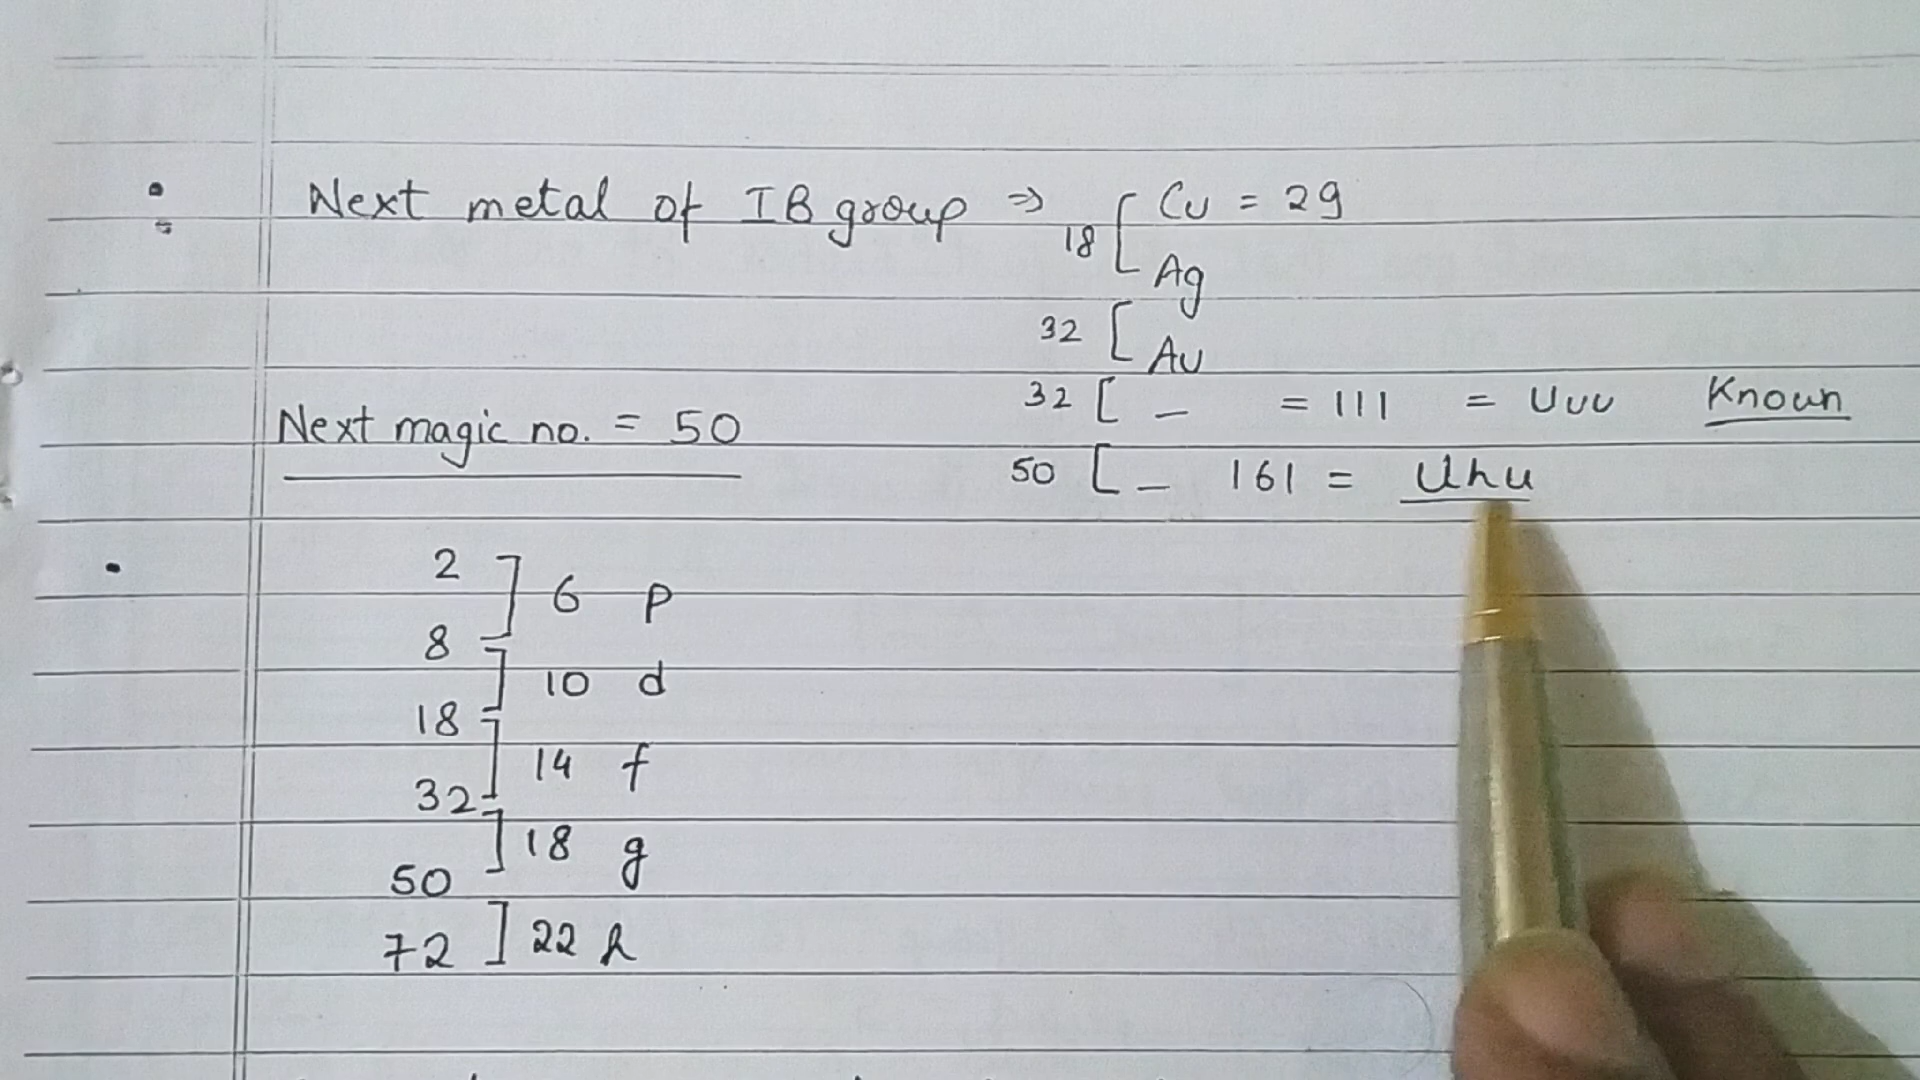 Next metal of IB group ⇒ 18 [ Cu = 29
Ag
32 [ Au
32 [ — = 111 = Uuu Known
Next magic no. = 50
50 [ — 161 = Uhu
2
] 6 p
8
] 10 d
18
] 14 f
32
] 18 g
50
] 22 h
72